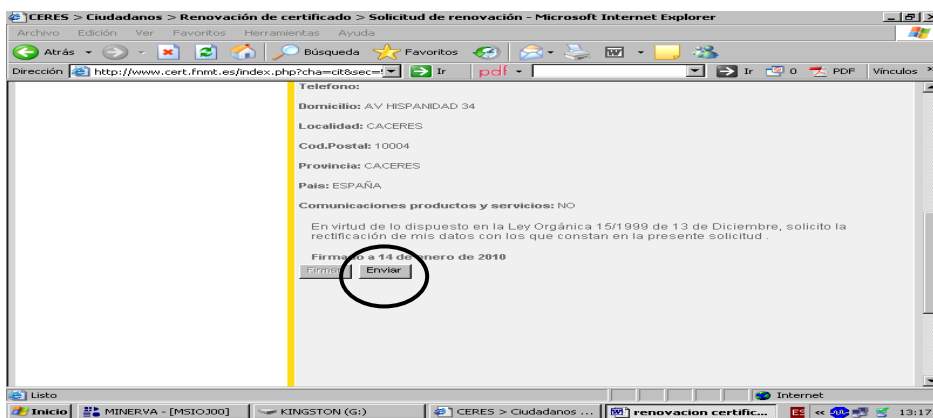 CERES > Ciudadanos > Renovación de certificado > Solicitud de renovación - Microsoft Internet Explorer
Archivo Edición Ver Favoritos Herramientas Ayuda
Atrás Búsqueda Favoritos
Dirección http://www.cert.fnmt.es/index.php?cha=cit&sec= Ir pdf Ir 0 PDF Vínculos »
Telefono:
Domicilio: AV HISPANIDAD 34
Localidad: CACERES
Cod.Postal: 10004
Provincia: CACERES
Pais: ESPAÑA
Comunicaciones productos y servicios: NO
En virtud de lo dispuesto en la Ley Orgánica 15/1999 de 13 de Diciembre, solicito la
rectificación de mis datos con los que constan en la presente solicitud .
Firmado a 14 de enero de 2010
Firmar Enviar
Listo Internet
Inicio MINERVA - [MSIOJ00] KINGSTON (G:) CERES > Ciudadanos ... renovacion certific... ES « 13:17